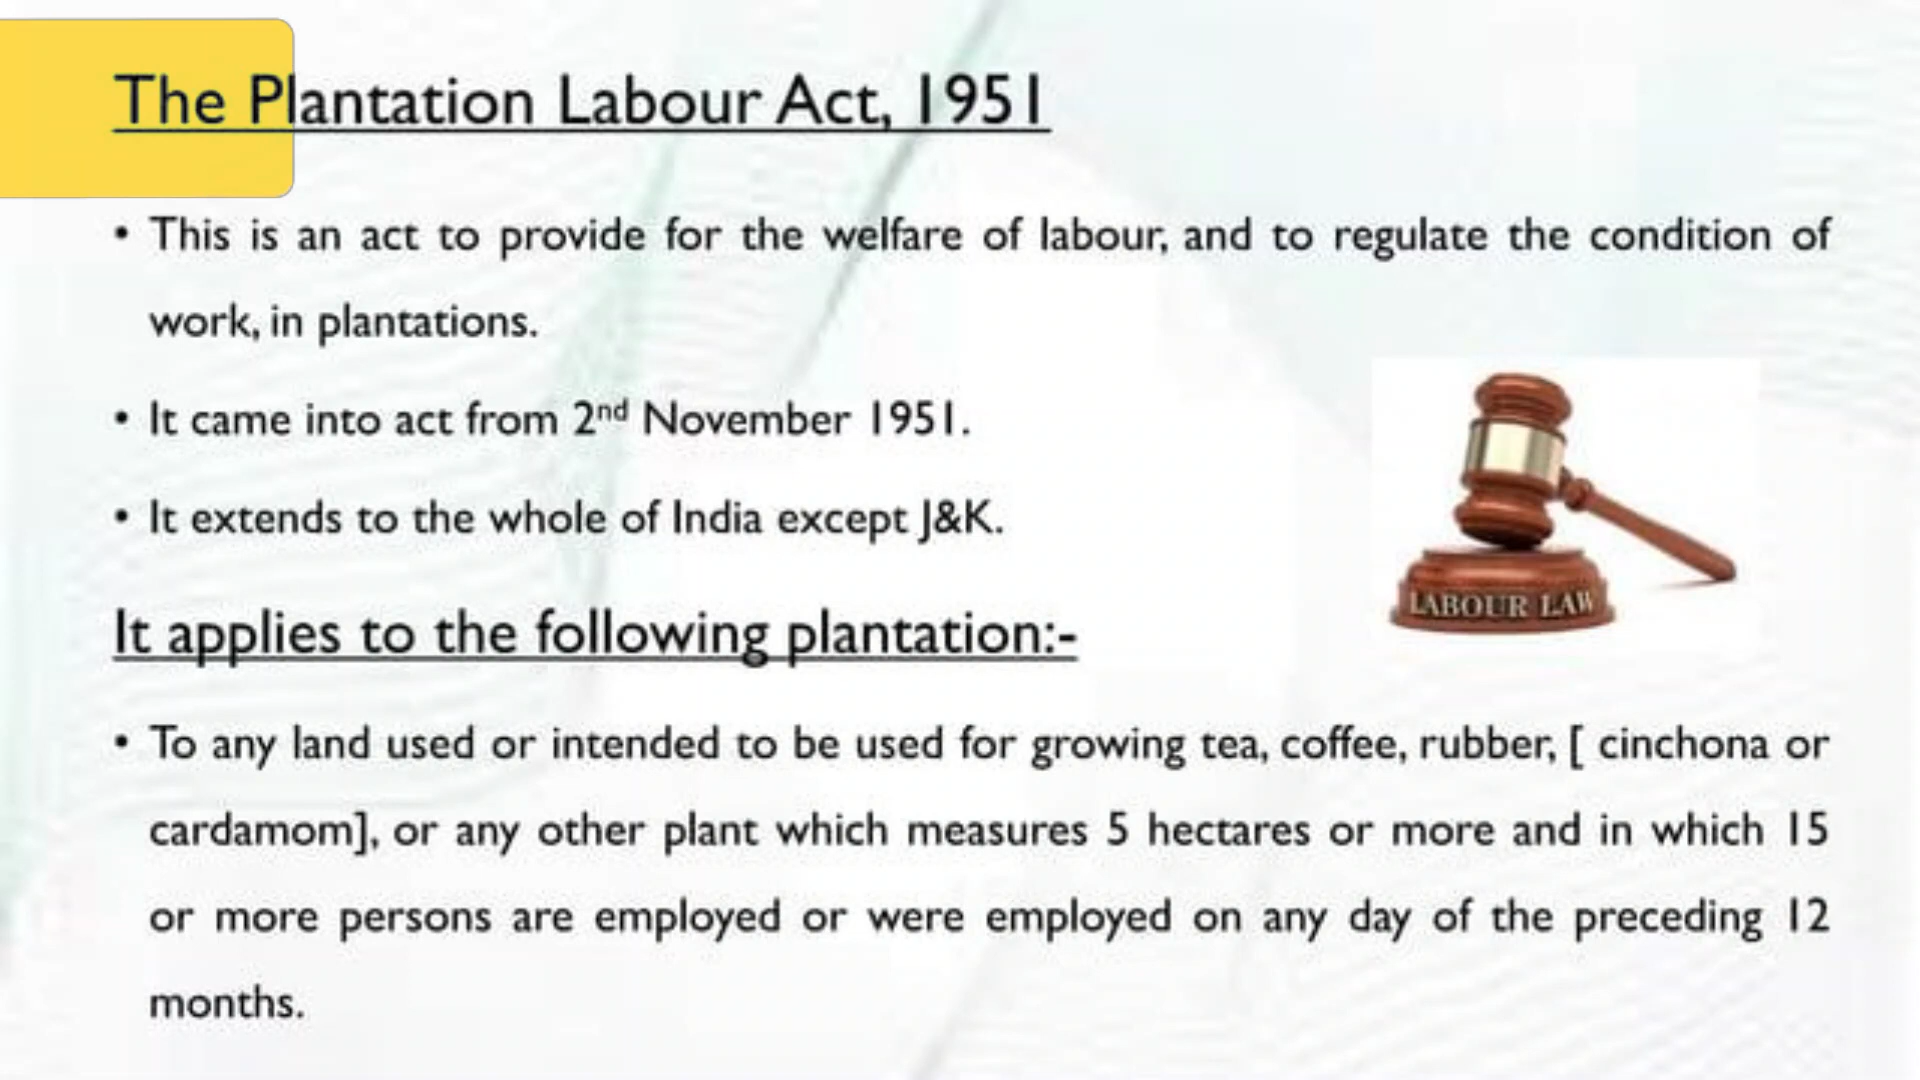 The Plantation Labour Act, 1951
• This is an act to provide for the welfare of labour, and to regulate the condition of
work, in plantations.
• It came into act from 2nd November 1951.
• It extends to the whole of India except J&K.
LABOUR LAW
It applies to the following plantation:-
• To any land used or intended to be used for growing tea, coffee, rubber, [ cinchona or
cardamom], or any other plant which measures 5 hectares or more and in which 15
or more persons are employed or were employed on any day of the preceding 12
months.